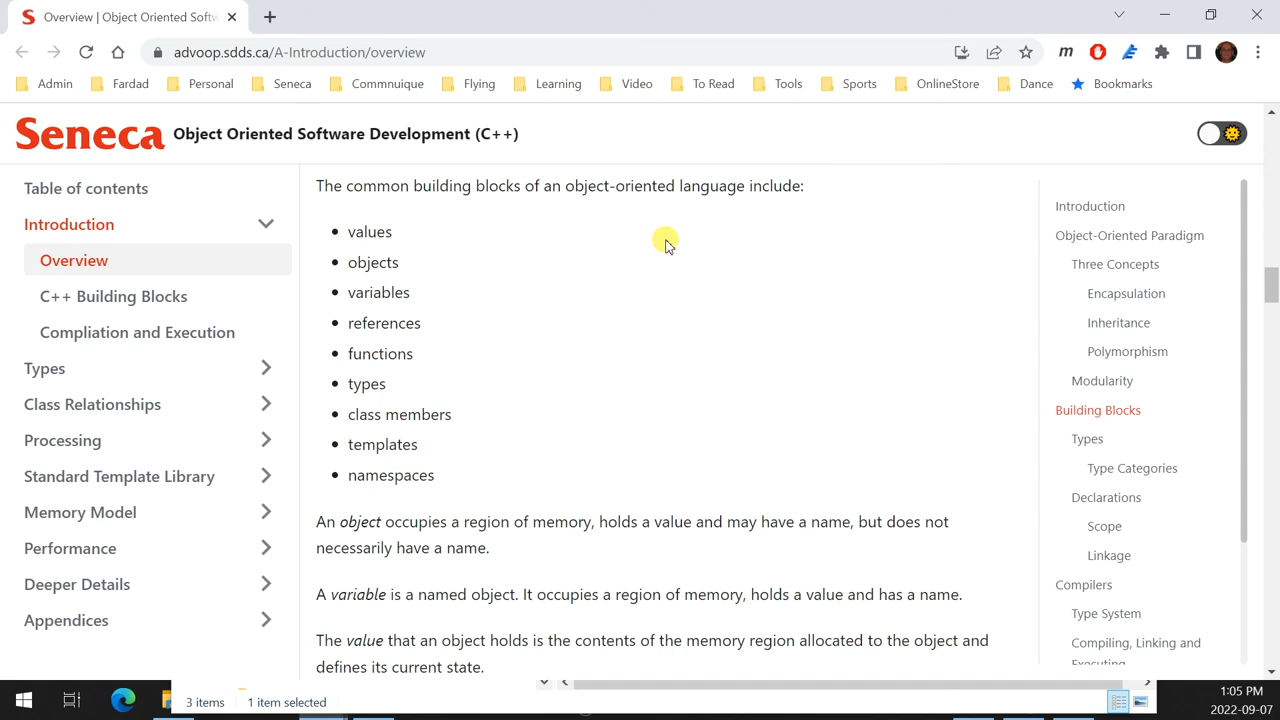 Overview | Object Oriented Softw
advoop.sdds.ca/A-Introduction/overview
m
Admin
Fardad
Personal
Seneca
Commnuique
Flying
Learning
Video
To Read
Tools
Sports
OnlineStore
Dance
Bookmarks
Seneca
Object Oriented Software Development (C++)
Table of contents
Introduction
Overview
C++ Building Blocks
Compliation and Execution
Types
Class Relationships
Processing
Standard Template Library
Memory Model
Performance
Deeper Details
Appendices
The common building blocks of an object-oriented language include:
values
objects
variables
references
functions
types
class members
templates
namespaces
An object occupies a region of memory, holds a value and may have a name, but does not
necessarily have a name.
A variable is a named object. It occupies a region of memory, holds a value and has a name.
The value that an object holds is the contents of the memory region allocated to the object and
defines its current state.
Introduction
Object-Oriented Paradigm
Three Concepts
Encapsulation
Inheritance
Polymorphism
Modularity
Building Blocks
Types
Type Categories
Declarations
Scope
Linkage
Compilers
Type System
Compiling, Linking and
Executing
3 items
1 item selected
1:05 PM
2022-09-07